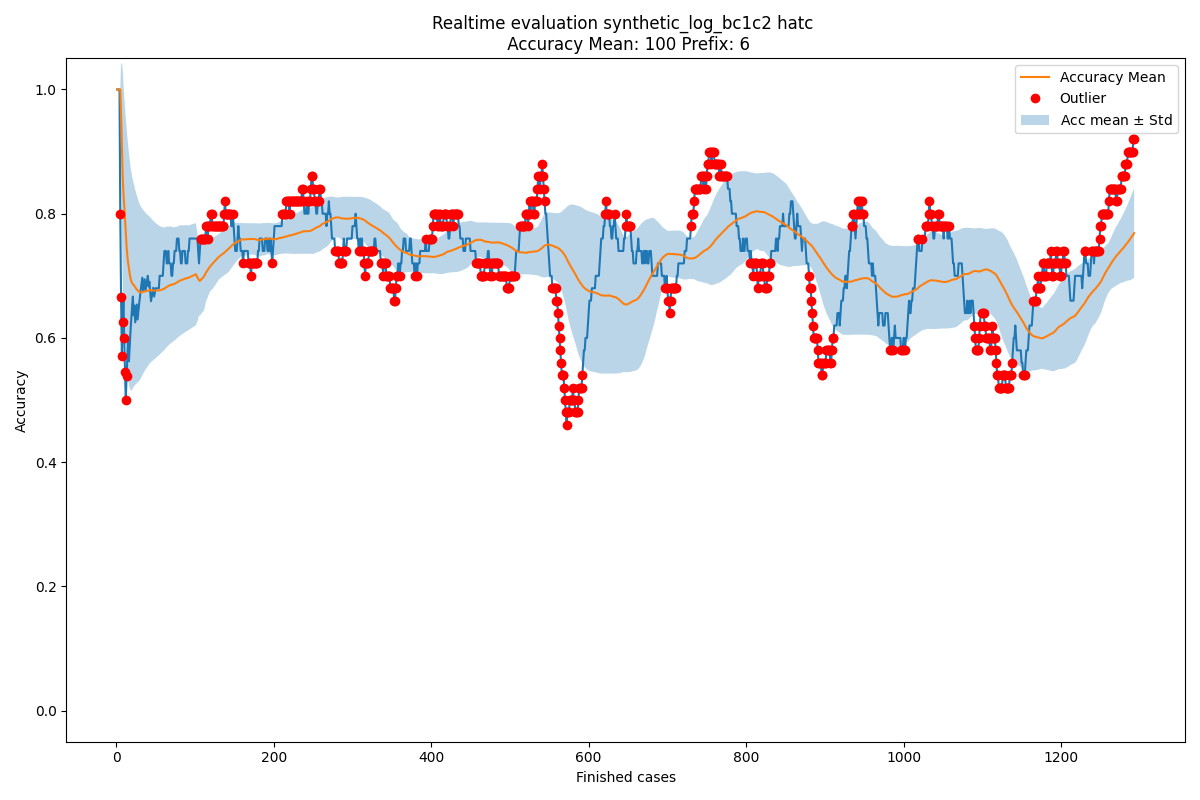 Realtime evaluation synthetic_log_bc1c2 hatc
Accuracy Mean: 100 Prefix: 6
Accuracy Mean
Outlier
Acc mean ± Std
1.0
0.8
0.6
0.4
0.2
0.0
Accuracy
0 200 400 600 800 1000 1200
Finished cases